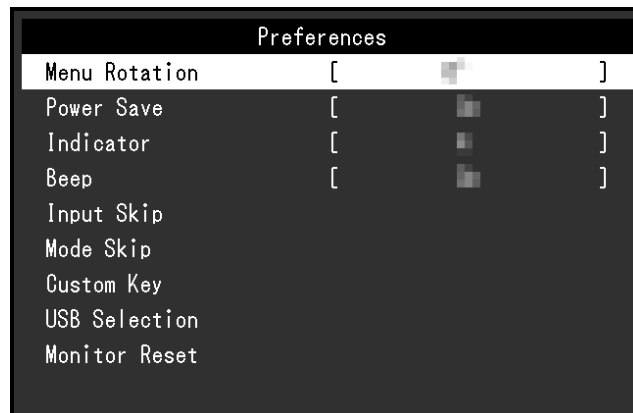 Preferences
Menu Rotation [ ]
Power Save [ ]
Indicator [ ]
Beep [ ]
Input Skip
Mode Skip
Custom Key
USB Selection
Monitor Reset